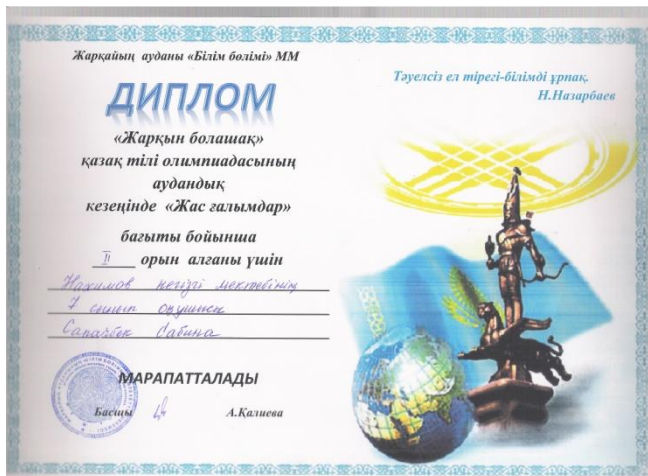 Жарқайың ауданы «Білім бөлімі» ММ
ДИПЛОМ
«Жарқын болашақ»
қазақ тілі олимпиадасының
аудандық
кезеңінде «Жас ғалымдар»
бағыты бойынша
II орын алғаны үшін
Нахимов негізгі мектебінің
7 сынып оқушысы
Сапарбек Сабина
МАРАПАТТАЛАДЫ
Басшы А.Қалиева
Тәуелсіз ел тірегі-білімді ұрпақ.
Н.Назарбаев